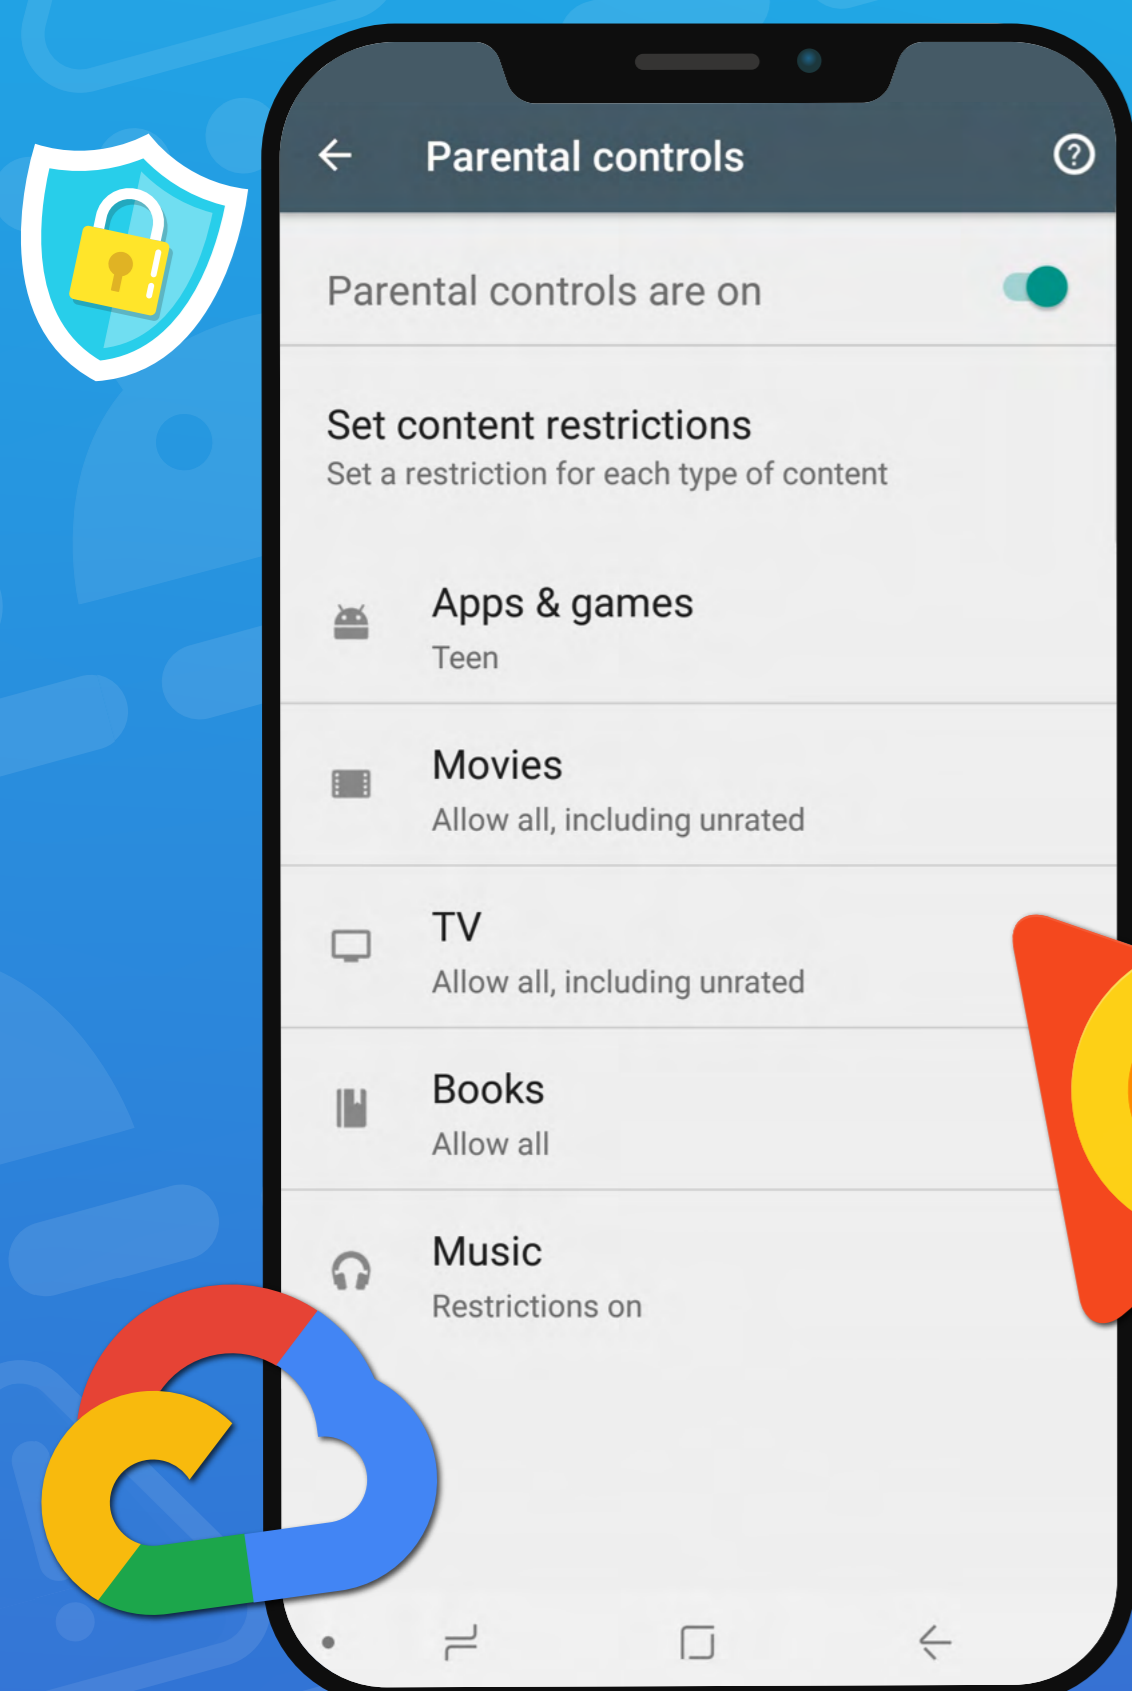 Parental controls
Parental controls are on
Set content restrictions
Set a restriction for each type of content
Apps & games
Teen
Movies
Allow all, including unrated
TV
Allow all, including unrated
Books
Allow all
Music
Restrictions on